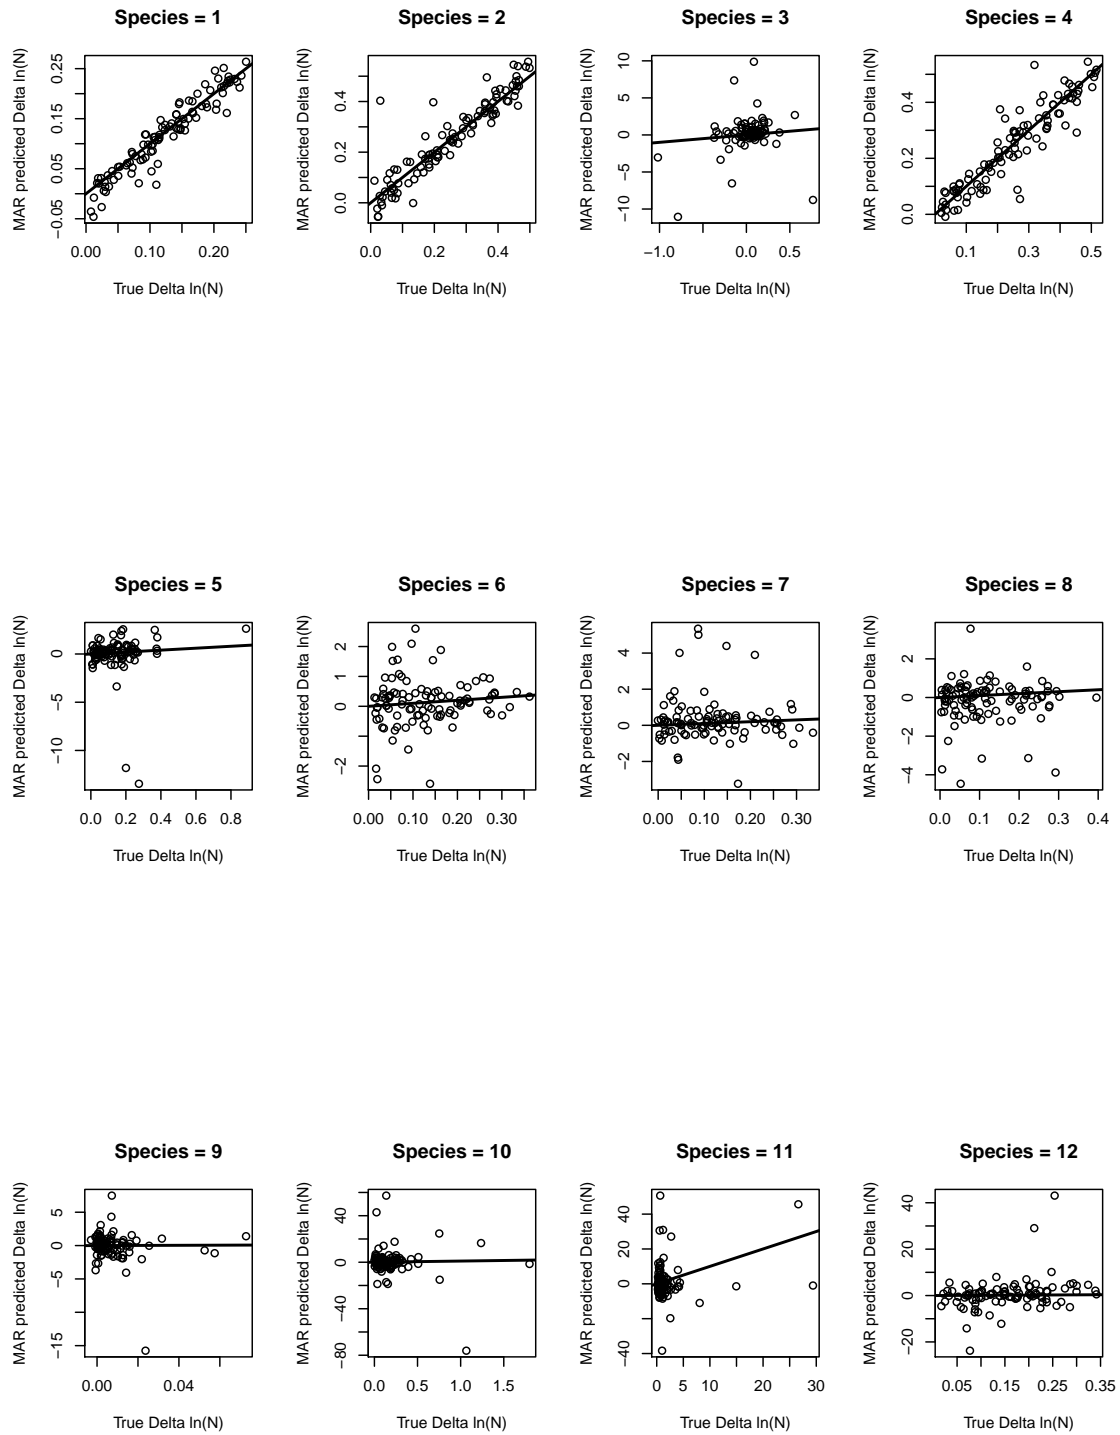 Species = 1
MAR predicted Delta ln(N)
−0.05 0.05 0.15 0.25
0.00 0.10 0.20
True Delta ln(N)
Species = 2
MAR predicted Delta ln(N)
0.0 0.2 0.4
0.0 0.2 0.4
True Delta ln(N)
Species = 3
MAR predicted Delta ln(N)
−10 −5 0 5 10
−1.0 0.0 0.5
True Delta ln(N)
Species = 4
MAR predicted Delta ln(N)
0.0 0.2 0.4
0.1 0.3 0.5
True Delta ln(N)
Species = 5
MAR predicted Delta ln(N)
−10 −5 0
0.0 0.2 0.4 0.6 0.8
True Delta ln(N)
Species = 6
MAR predicted Delta ln(N)
−2 0 1 2
0.00 0.10 0.20 0.30
True Delta ln(N)
Species = 7
MAR predicted Delta ln(N)
−2 0 2 4
0.00 0.10 0.20 0.30
True Delta ln(N)
Species = 8
MAR predicted Delta ln(N)
−4 −2 0 2
0.0 0.1 0.2 0.3 0.4
True Delta ln(N)
Species = 9
MAR predicted Delta ln(N)
−15 −5 0 5
0.00 0.04
True Delta ln(N)
Species = 10
MAR predicted Delta ln(N)
−80 −40 0 40
0.0 0.5 1.0 1.5
True Delta ln(N)
Species = 11
MAR predicted Delta ln(N)
−40 0 20 40
0 5 10 20 30
True Delta ln(N)
Species = 12
MAR predicted Delta ln(N)
−20 0 20 40
0.05 0.15 0.25 0.35
True Delta ln(N)